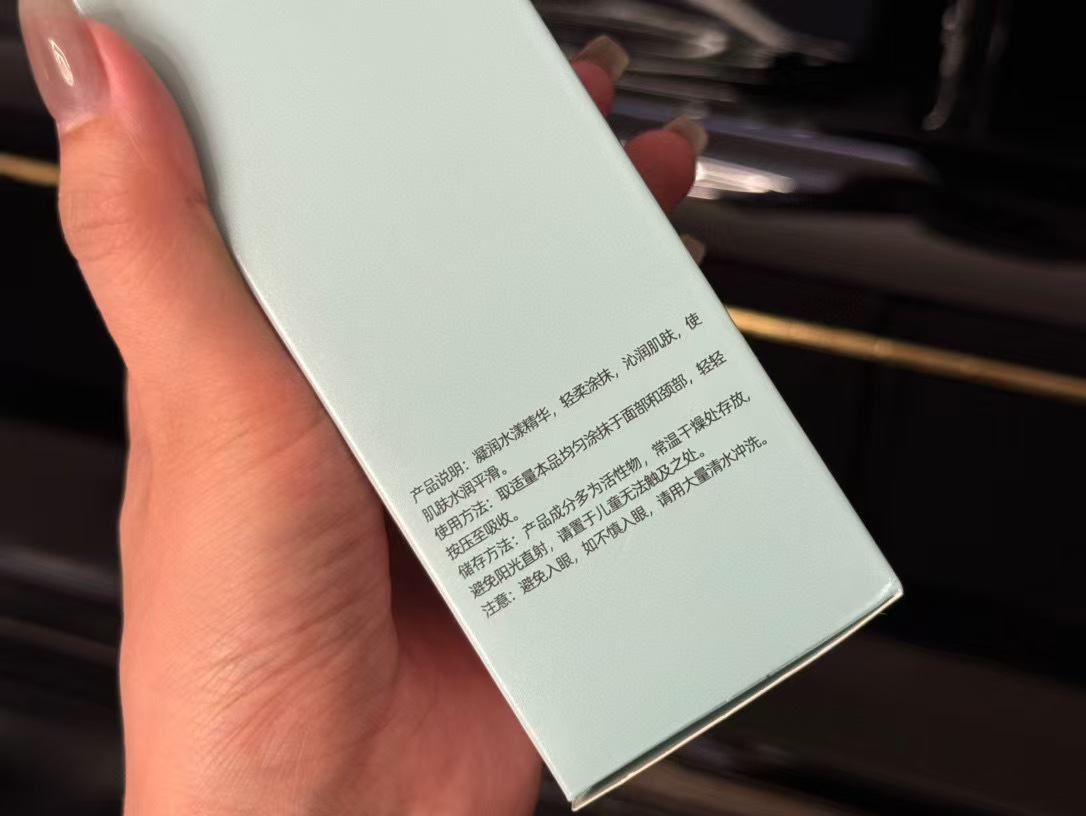 产品说明：凝润水漾精华，轻柔涂抹，沁润肌肤，使
肌肤水润平滑。
使用方法：取适量本品均匀涂抹于面部和颈部，轻轻
按压至吸收。
储存方法：产品成分多为活性物，常温干燥处存放，
避免阳光直射，请置于儿童无法触及之处。
注意：避免入眼，如不慎入眼，请用大量清水冲洗。